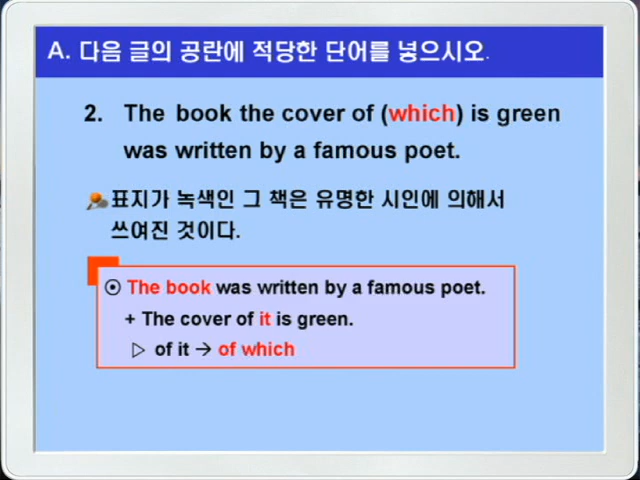 A. 다음 글의 공란에 적당한 단어를 넣으시오.
2. The book the cover of (which) is green
was written by a famous poet.
표지가 녹색인 그 책은 유명한 시인에 의해서
쓰여진 것이다.
⊙ The book was written by a famous poet.
+ The cover of it is green.
▷ of it → of which